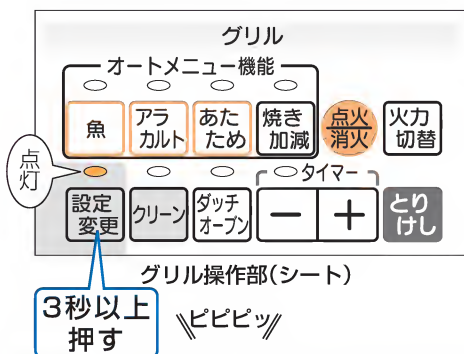 グリル
オートメニュー機能
魚
アラ
カルト
あた
ため
焼き
加減
点火
消火
火力
切替
点灯
タイマー
設定
変更
クリーン
ダッチ
オーブン
− +
とり
けし
グリル操作部(シート)
3秒以上
押す
ピピピッ